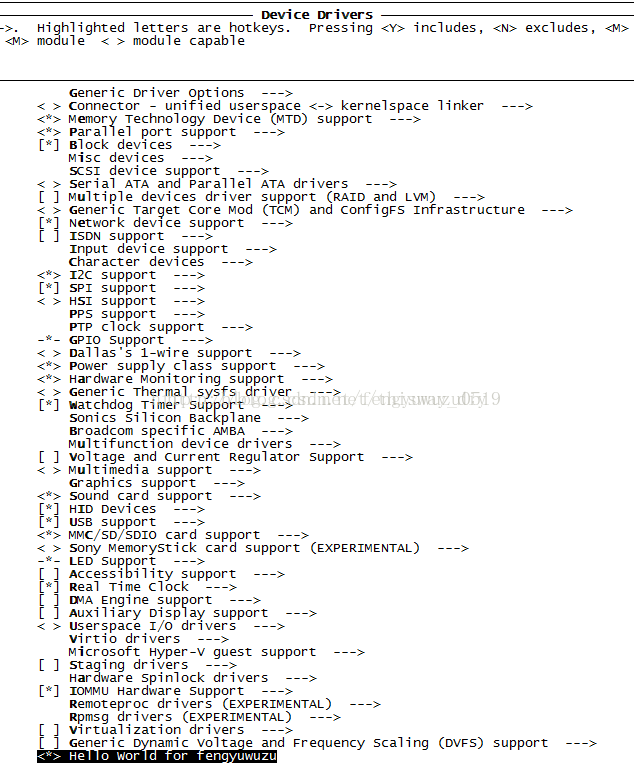 Device Drivers
->.  Highlighted letters are hotkeys.  Pressing <Y> includes, <N> excludes, <M>
<M> module  < > module capable
Generic Driver Options  --->
< > Connector - unified userspace <-> kernelspace linker  --->
<*> Memory Technology Device (MTD) support  --->
<*> Parallel port support  --->
[*] Block devices  --->
Misc devices  --->
SCSI device support  --->
< > Serial ATA and Parallel ATA drivers  --->
[ ] Multiple devices driver support (RAID and LVM)  --->
< > Generic Target Core Mod (TCM) and ConfigFS Infrastructure  --->
[*] Network device support  --->
[ ] ISDN support  --->
Input device support  --->
Character devices  --->
<*> I2C support  --->
[*] SPI support  --->
< > HSI support  --->
PPS support  --->
PTP clock support  --->
-*- GPIO Support  --->
< > Dallas's 1-wire support  --->
<*> Power supply class support  --->
<*> Hardware Monitoring support  --->
< > Generic Thermal sysfs driver  --->
[*] Watchdog Timer Support  --->
Sonics Silicon Backplane  --->
Broadcom specific AMBA  --->
Multifunction device drivers  --->
[ ] Voltage and Current Regulator Support  --->
< > Multimedia support  --->
Graphics support  --->
<*> Sound card support  --->
[*] HID Devices  --->
[*] USB support  --->
<*> MMC/SD/SDIO card support  --->
< > Sony MemoryStick card support (EXPERIMENTAL)  --->
-*- LED Support  --->
[ ] Accessibility support  --->
[*] Real Time Clock  --->
[ ] DMA Engine support  --->
[ ] Auxiliary Display support  --->
< > Userspace I/O drivers  --->
Virtio drivers  --->
Microsoft Hyper-V guest support  --->
[ ] Staging drivers  --->
Hardware Spinlock drivers  --->
[*] IOMMU Hardware Support  --->
Remoteproc drivers (EXPERIMENTAL)  --->
Rpmsg drivers (EXPERIMENTAL)  --->
[ ] Virtualization drivers  --->
[ ] Generic Dynamic Voltage and Frequency Scaling (DVFS) support  --->
<*> Hello World for fengyuwuzu